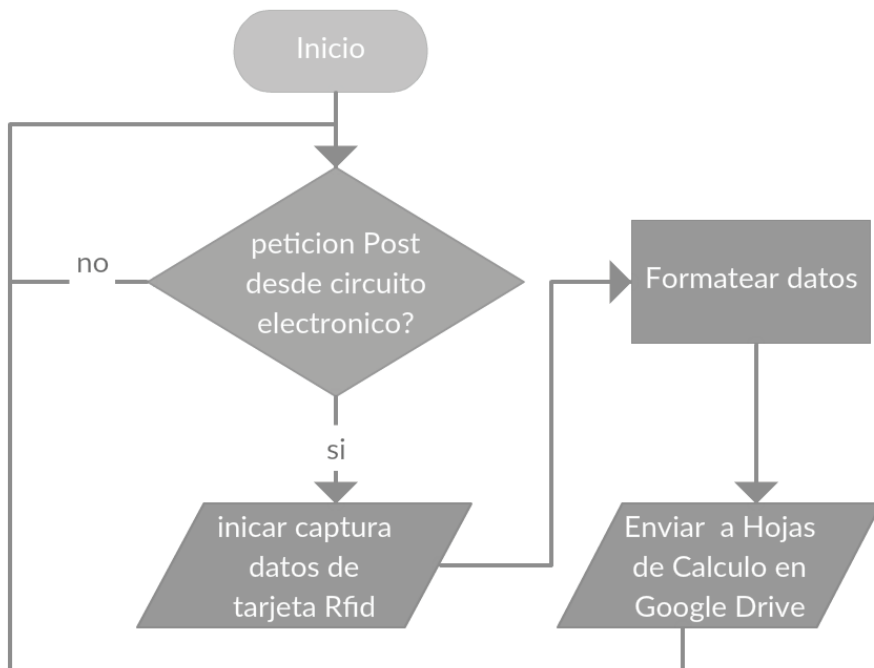 Inicio
peticion Post
desde circuito
electronico?
no
si
inicar captura
datos de
tarjeta Rfid
Formatear datos
Enviar a Hojas
de Calculo en
Google Drive